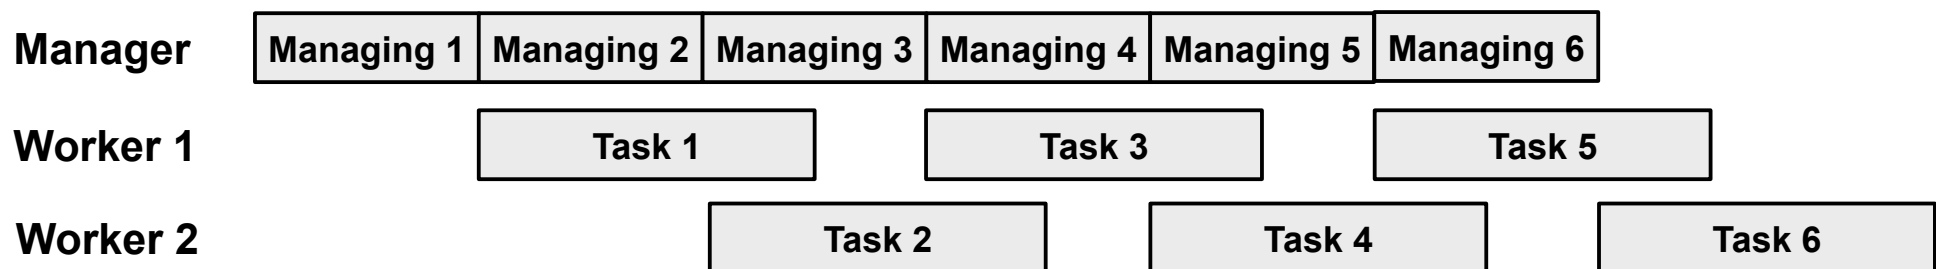 Manager Managing 1 Managing 2 Managing 3 Managing 4 Managing 5 Managing 6
Worker 1 Task 1 Task 3 Task 5
Worker 2 Task 2 Task 4 Task 6